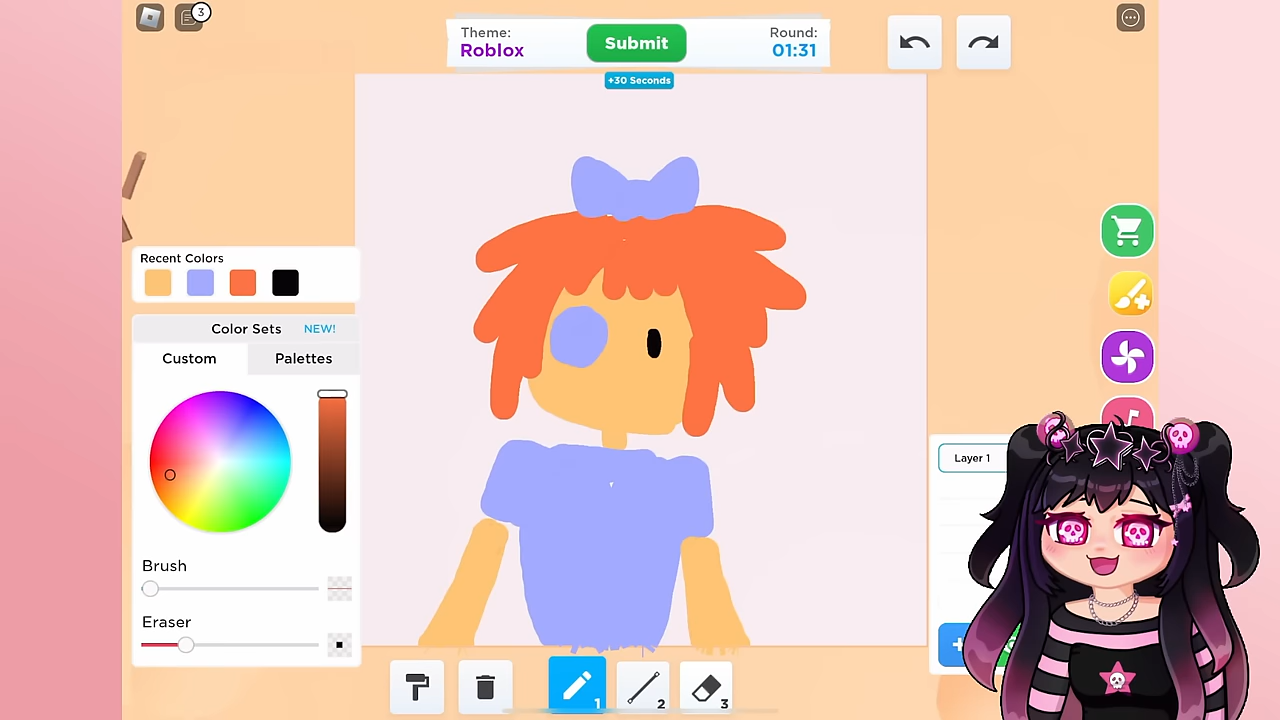 3
Theme:
Roblox
Submit
Round:
01:31
+30 Seconds
Recent Colors
Color Sets NEW!
Custom Palettes
Brush
Eraser
Layer 1
1
2
3